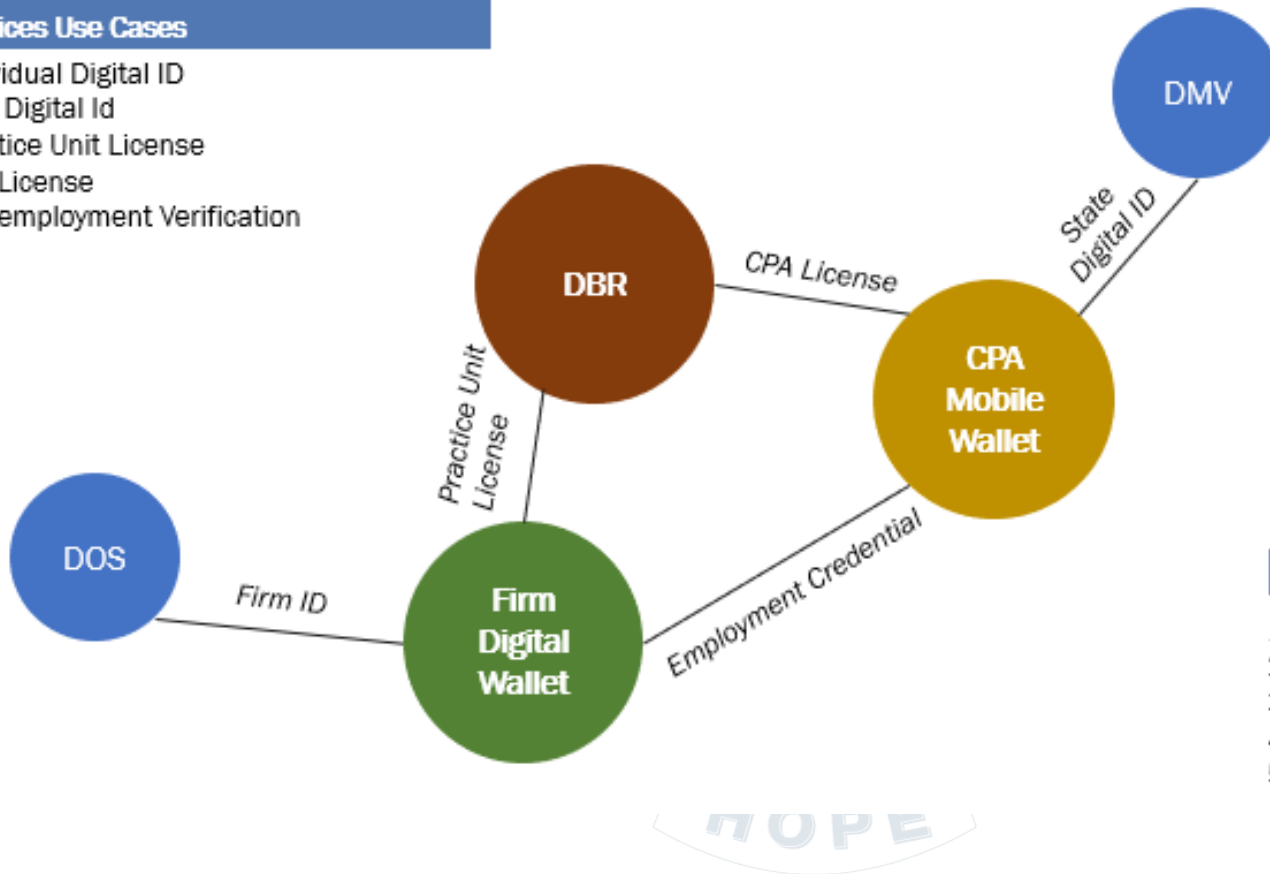 ices Use Cases
idual Digital ID
Digital Id
tice Unit License
License
employment Verification
DMV
State
Digital ID
DBR
CPA License
CPA
Mobile
Wallet
Practice Unit
License
DOS
Firm ID
Firm
Digital
Wallet
Employment Credential
HOPE